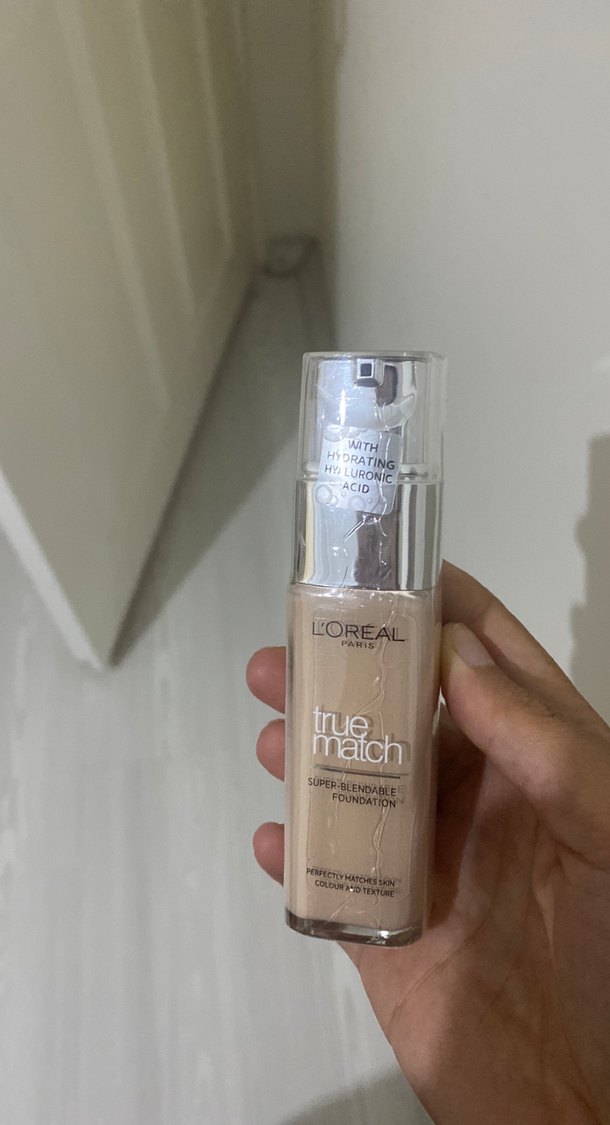 WITH
HYDRATING
HYALURONIC
ACID
L'ORÉAL
PARIS
true
match
SUPER-BLENDABLE
FOUNDATION
PERFECTLY MATCHES SKIN
COLOUR AND TEXTURE